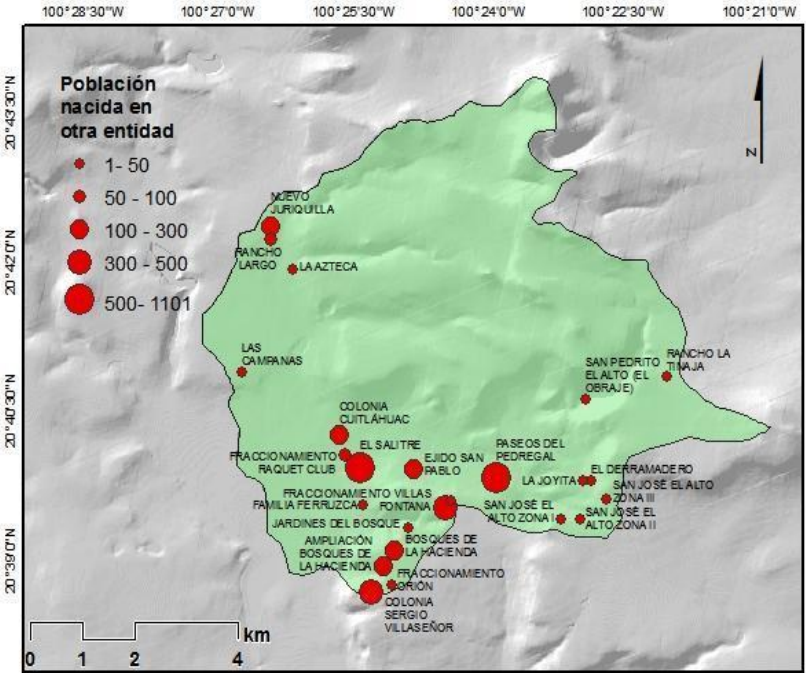 100°28'30"W 100°27'0"W 100°25'30"W 100°24'0"W 100°22'30"W 100°21'0"W
20°43'30"N
20°42'0"N
20°40'30"N
20°39'0"N
Población
nacida en
otra entidad
1- 50
50 - 100
100 - 300
300 - 500
500- 1101
N
NUEVO
JURIQUILLA
RANCHO
LARGO
LA AZTECA
LAS
CAMPANAS
SAN PEDRITO
EL ALTO (EL
OBRAJE)
RANCHO LA
TINAJA
COLONIA
CUITLÁHUAC
EL SALITRE
FRACCIONAMIENTO
RAQUET CLUB
EJIDO SAN
PABLO
PASEOS DEL
PEDREGAL
LA JOYITA
EL DERRAMADERO
SAN JOSÉ EL ALTO
ZONA III
FRACCIONAMIENTO VILLAS
FONTANA
FAMILIA FERRUZCA
SAN JOSÉ EL
ALTO ZONA I
SAN JOSÉ EL
ALTO ZONA II
JARDINES DEL BOSQUE
AMPLIACIÓN
BOSQUES DE
LA HACIENDA
BOSQUES DE
LA HACIENDA
FRACCIONAMIENTO
ORIÓN
COLONIA
SERGIO
VILLASEÑOR
km
0 1 2 4